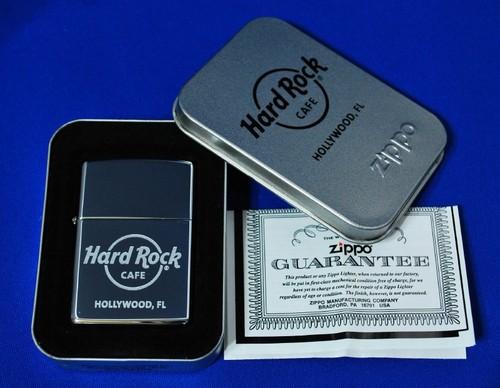 Hard Rock
CAFE
HOLLYWOOD, FL
zippo
Hard Rock
CAFE
HOLLYWOOD, FL
THE W
zippo
GUARANTEE
This product or any Zippo Lighter, when returned to our factory,
will be put in first-class mechanical condition free of charge, for we
have yet to charge a cent for the repair of a Zippo Lighter
regardless of age or condition. The finish, however, is not guaranteed.
ZIPPO MANUFACTURING COMPANY
BRADFORD, PA 16701 USA